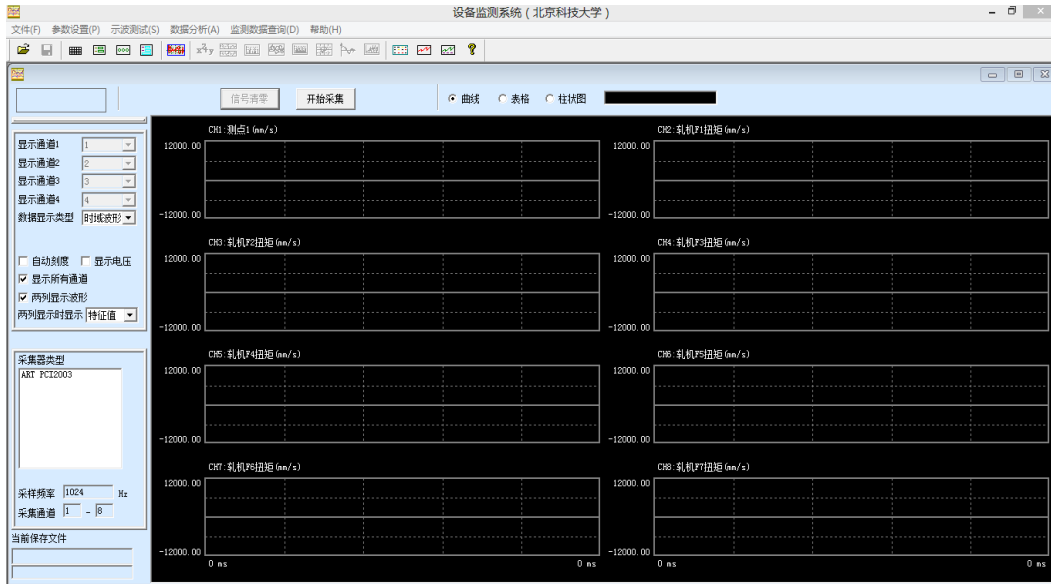 设备监测系统（北京科技大学）
文件(F) 参数设置(P) 示波测试(S) 数据分析(A) 监测数据查询(D) 帮助(H)
信号清零 开始采集 曲线 表格 柱状图
显示通道1 1
显示通道2 2
显示通道3 3
显示通道4 4
数据显示类型 时域波形
自动刻度 显示电压
显示所有通道
两列显示波形
两列显示时显示 特征值
采集器类型
ART PCI2003
采样频率 1024 Hz
采集通道 1 - 8
当前保存文件
CH1:测点1(mm/s) CH2:轧机F1扭矩(mm/s)
12000.00 12000.00
-12000.00 -12000.00
CH3:轧机F2扭矩(mm/s) CH4:轧机F3扭矩(mm/s)
12000.00 12000.00
-12000.00 -12000.00
CH5:轧机F4扭矩(mm/s) CH6:轧机F5扭矩(mm/s)
12000.00 12000.00
-12000.00 -12000.00
CH7:轧机F6扭矩(mm/s) CH8:轧机F7扭矩(mm/s)
12000.00 12000.00
-12000.00 -12000.00
0 ms 0 ms 0 ms 0 ms